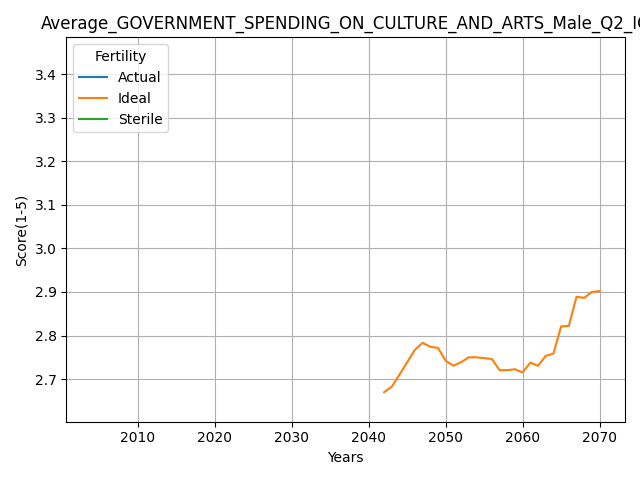 Average_GOVERNMENT_SPENDING_ON_CULTURE_AND_ARTS_Male_Q2_I
Fertility
Actual
Ideal
Sterile
Score(1-5)
3.4
3.3
3.2
3.1
3.0
2.9
2.8
2.7
2010 2020 2030 2040 2050 2060 2070
Years